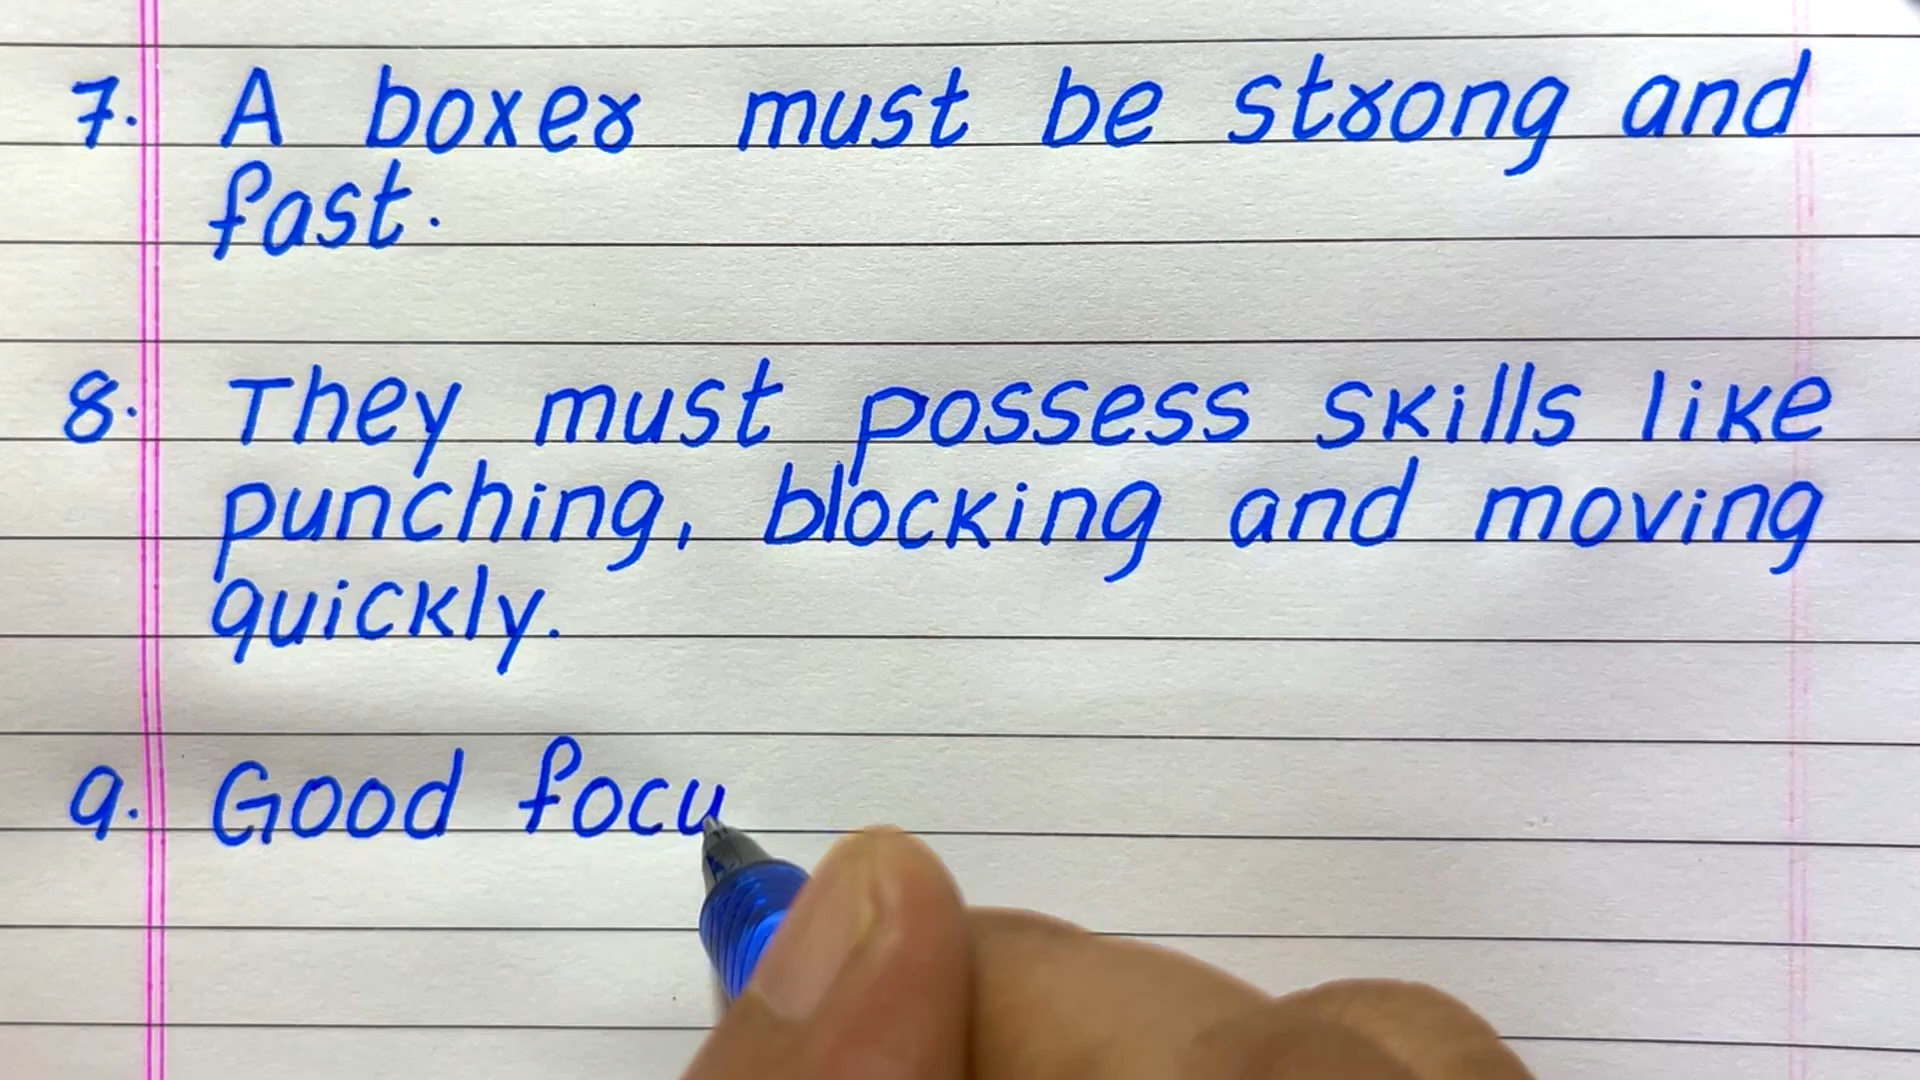 7. A boxer must be strong and
fast.
8. They must possess skills like
punching, blocking and moving
quickly.
9. Good focu